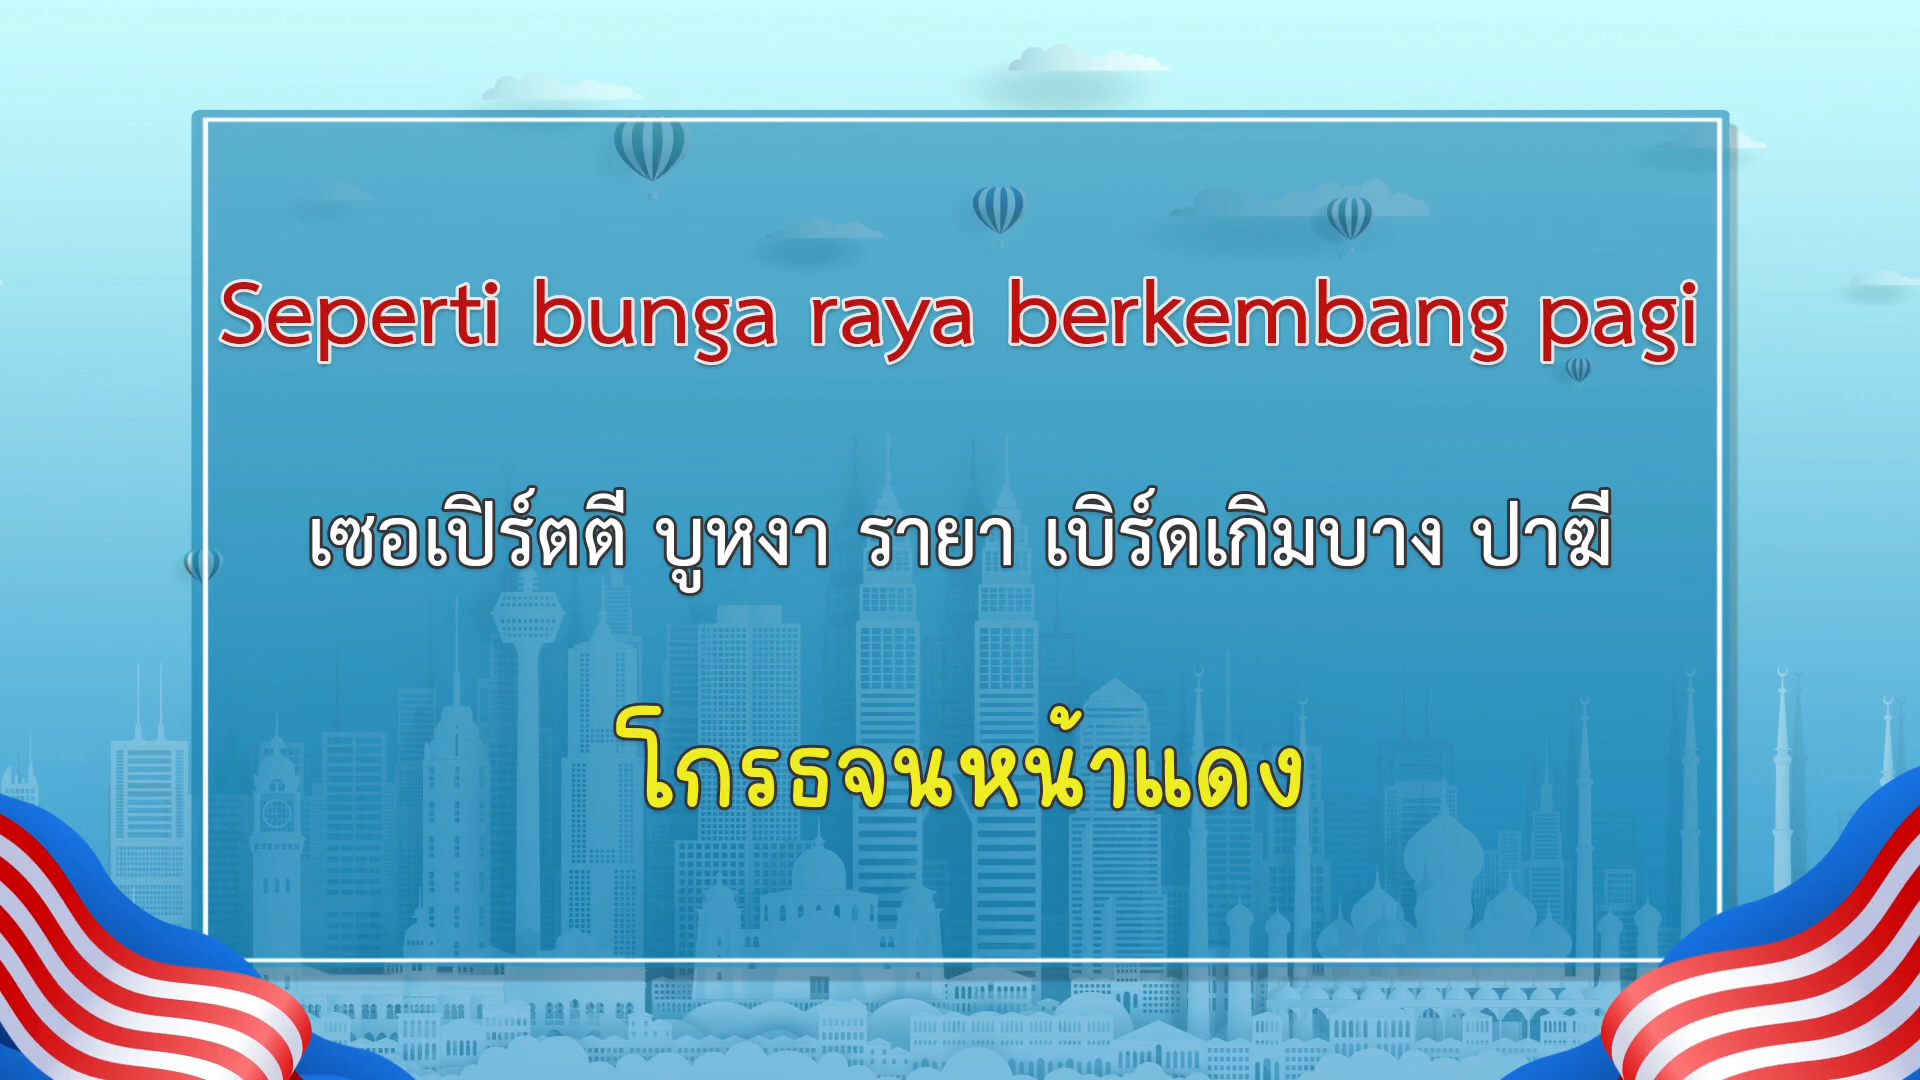 Seperti bunga raya berkembang pagi
เซอเปิร์ตตี บูหงา รายา เบิร์ดเกิมบาง ปาฆี
โกรธจนหน้าแดง